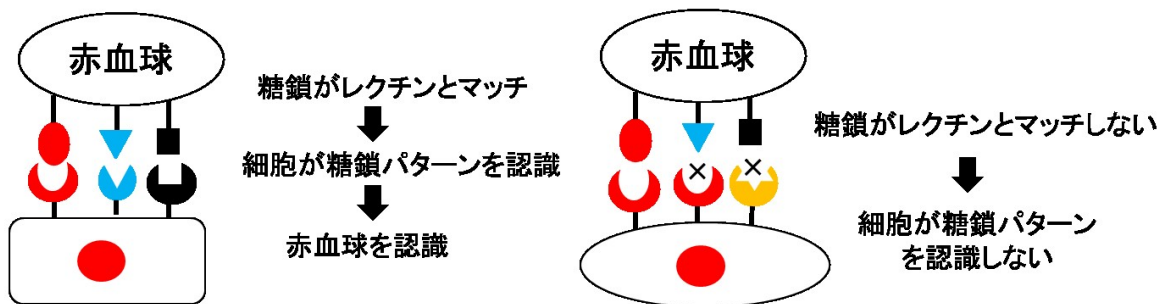 赤血球
糖鎖がレクチンとマッチ
細胞が糖鎖パターンを認識
赤血球を認識
赤血球
×
×
糖鎖がレクチンとマッチしない
細胞が糖鎖パターン
を認識しない